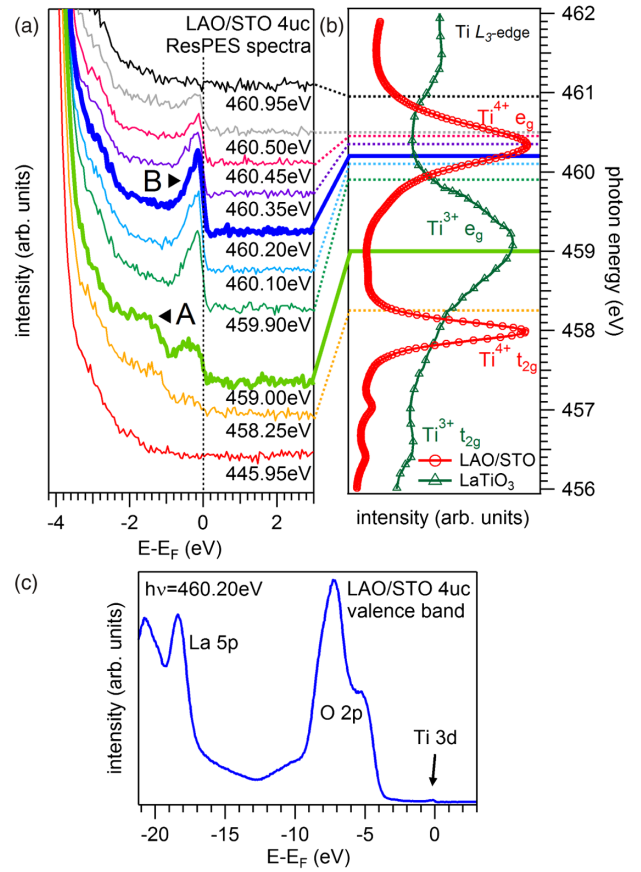 (a)
LAO/STO 4uc
ResPES spectra
460.95eV
460.50eV
460.45eV
460.35eV
B
460.20eV
460.10eV
459.90eV
A
459.00eV
458.25eV
445.95eV
intensity (arb. units)
-4 -2 0 2
E-E_F (eV)
(b)
Ti L₃-edge
Ti⁴⁺ e_g
Ti³⁺ e_g
Ti⁴⁺ t₂g
Ti³⁺ t₂g
LAO/STO
LaTiO₃
462
461
460
459
458
457
456
photon energy (eV)
intensity (arb. units)
(c)
hν=460.20eV
LAO/STO 4uc
valence band
La 5p
O 2p
Ti 3d
intensity (arb. units)
-20 -15 -10 -5 0
E-E_F (eV)